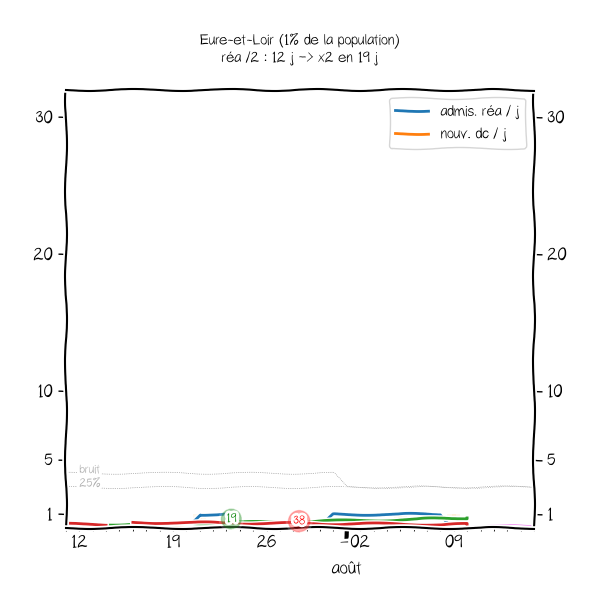 Eure-et-Loir (1% de la population)
réa /2 : 12 j -> x2 en 19 j
admis. réa / j
nouv. dc / j
30 30
20 20
10 10
5 5
bruit
25%
1 1
19 38
12 19 26 02 09
août